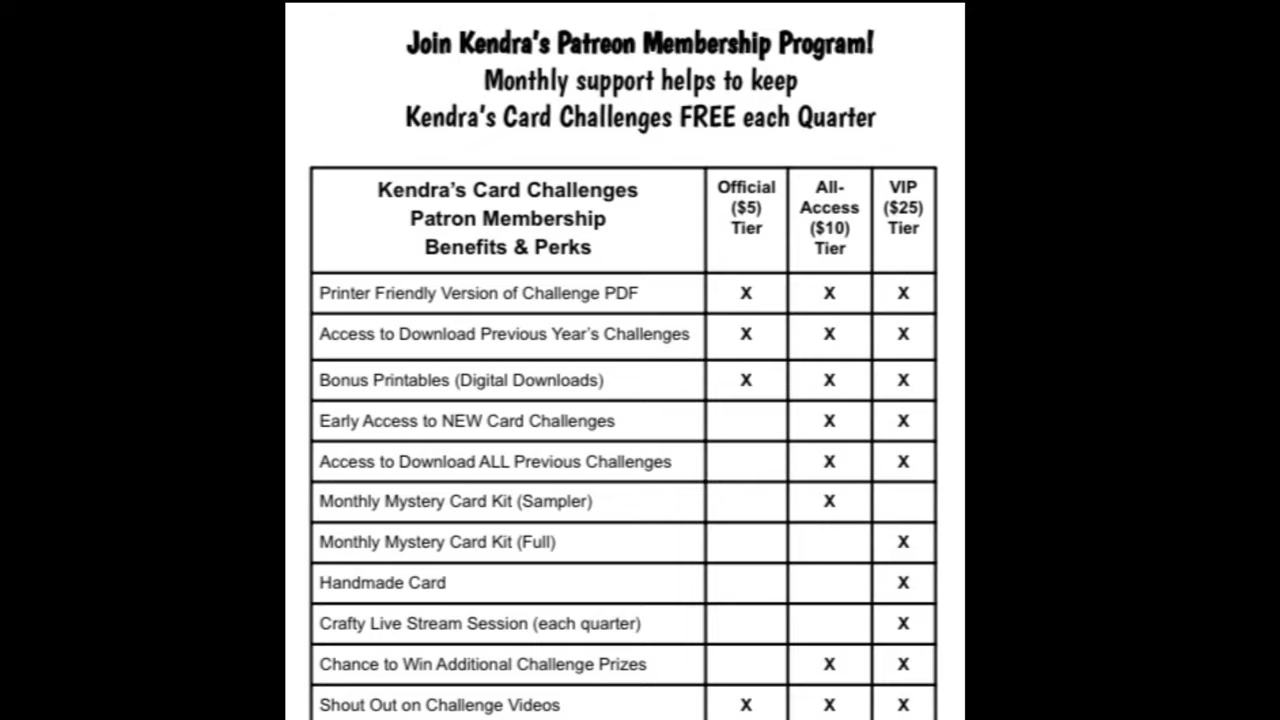 Join Kendra's Patreon Membership Program!
Monthly support helps to keep
Kendra's Card Challenges FREE each Quarter
Kendra's Card Challenges
Patron Membership
Benefits & Perks
Official
($5)
Tier
All-
Access
($10)
Tier
VIP
($25)
Tier
Printer Friendly Version of Challenge PDF X X X
Access to Download Previous Year's Challenges X X X
Bonus Printables (Digital Downloads) X X X
Early Access to NEW Card Challenges X X
Access to Download ALL Previous Challenges X X
Monthly Mystery Card Kit (Sampler) X
Monthly Mystery Card Kit (Full) X
Handmade Card X
Crafty Live Stream Session (each quarter) X
Chance to Win Additional Challenge Prizes X X
Shout Out on Challenge Videos X X X